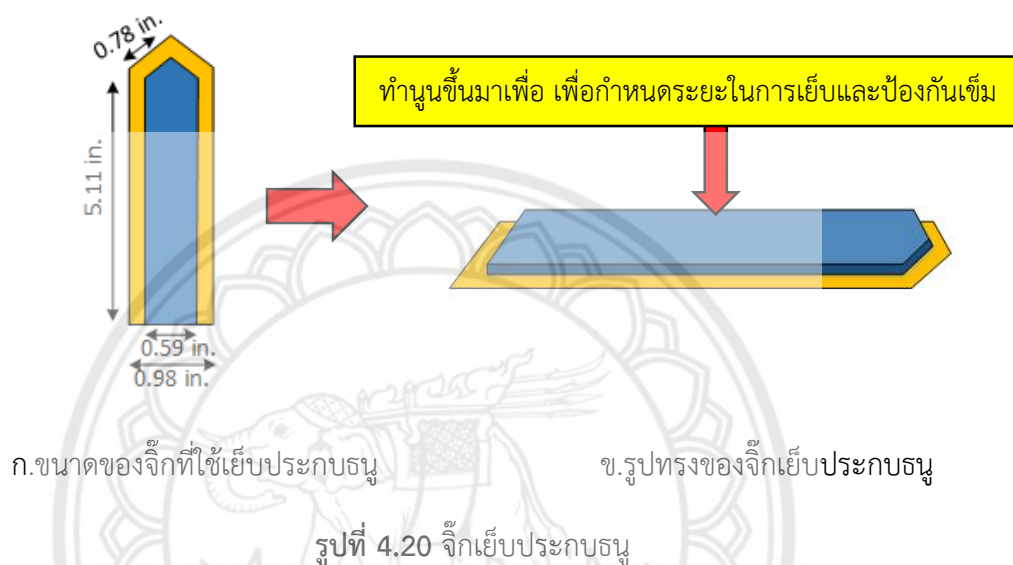 0.78 in.
ทำนูนขึ้นมาเพื่อ เพื่อกำหนดระยะในการเย็บและป้องกันเข็ม
5.11 in.
0.59 in.
0.98 in.
ก.ขนาดของจิ๊กที่ใช้เย็บประกบธนู
ข.รูปทรงของจิ๊กเย็บประกบธนู
รูปที่ 4.20 จิ๊กเย็บประกบธนู